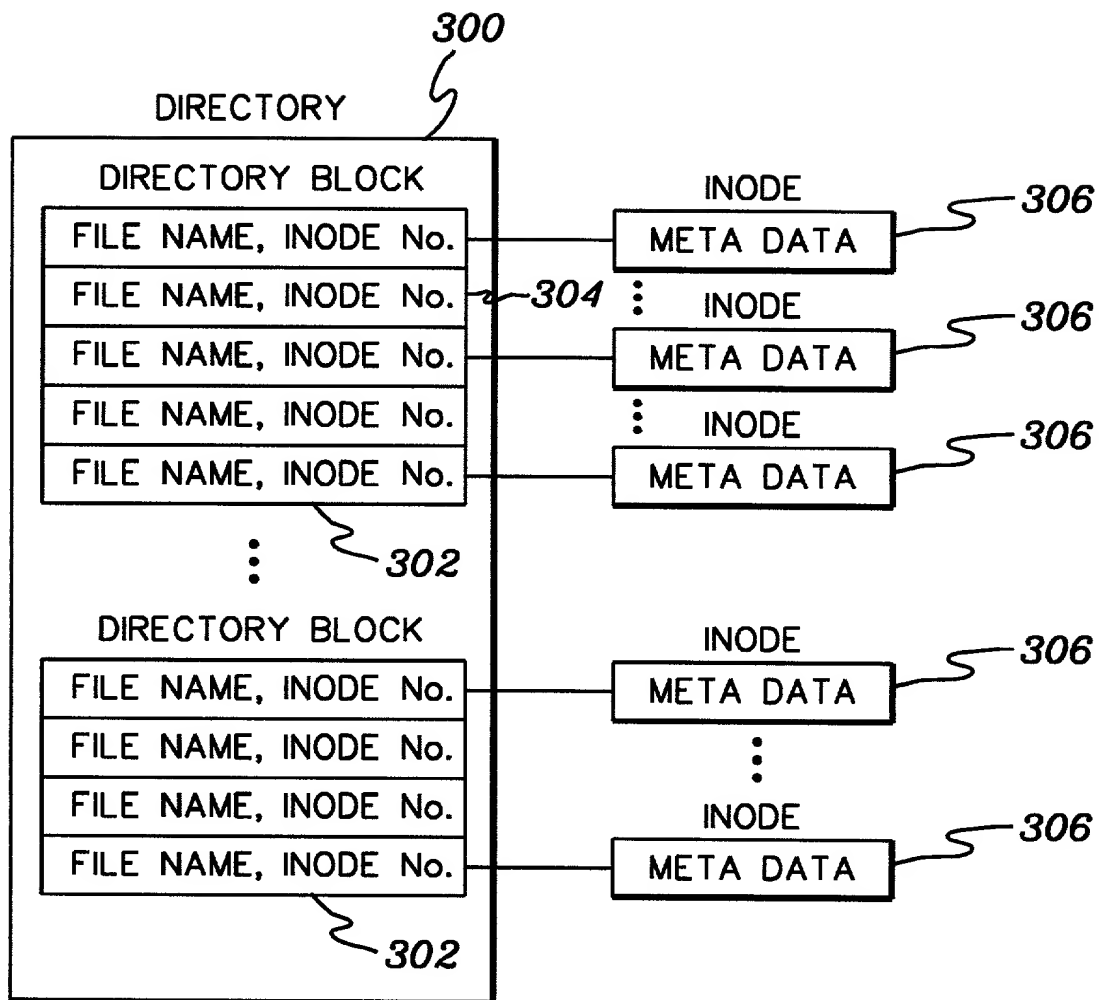 300
DIRECTORY
DIRECTORY BLOCK
FILE NAME, INODE No.
FILE NAME, INODE No.
304
FILE NAME, INODE No.
FILE NAME, INODE No.
FILE NAME, INODE No.
302
INODE
META DATA
306
INODE
META DATA
306
INODE
META DATA
306
DIRECTORY BLOCK
FILE NAME, INODE No.
FILE NAME, INODE No.
FILE NAME, INODE No.
FILE NAME, INODE No.
302
INODE
META DATA
306
INODE
META DATA
306